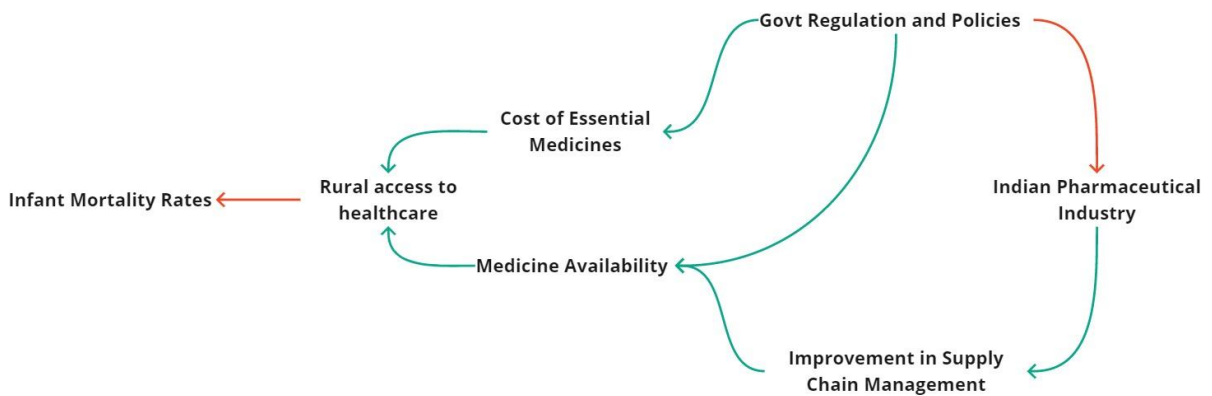 Govt Regulation and Policies
Cost of Essential
Medicines
Infant Mortality Rates
Rural access to
healthcare
Indian Pharmaceutical
Industry
Medicine Availability
Improvement in Supply
Chain Management